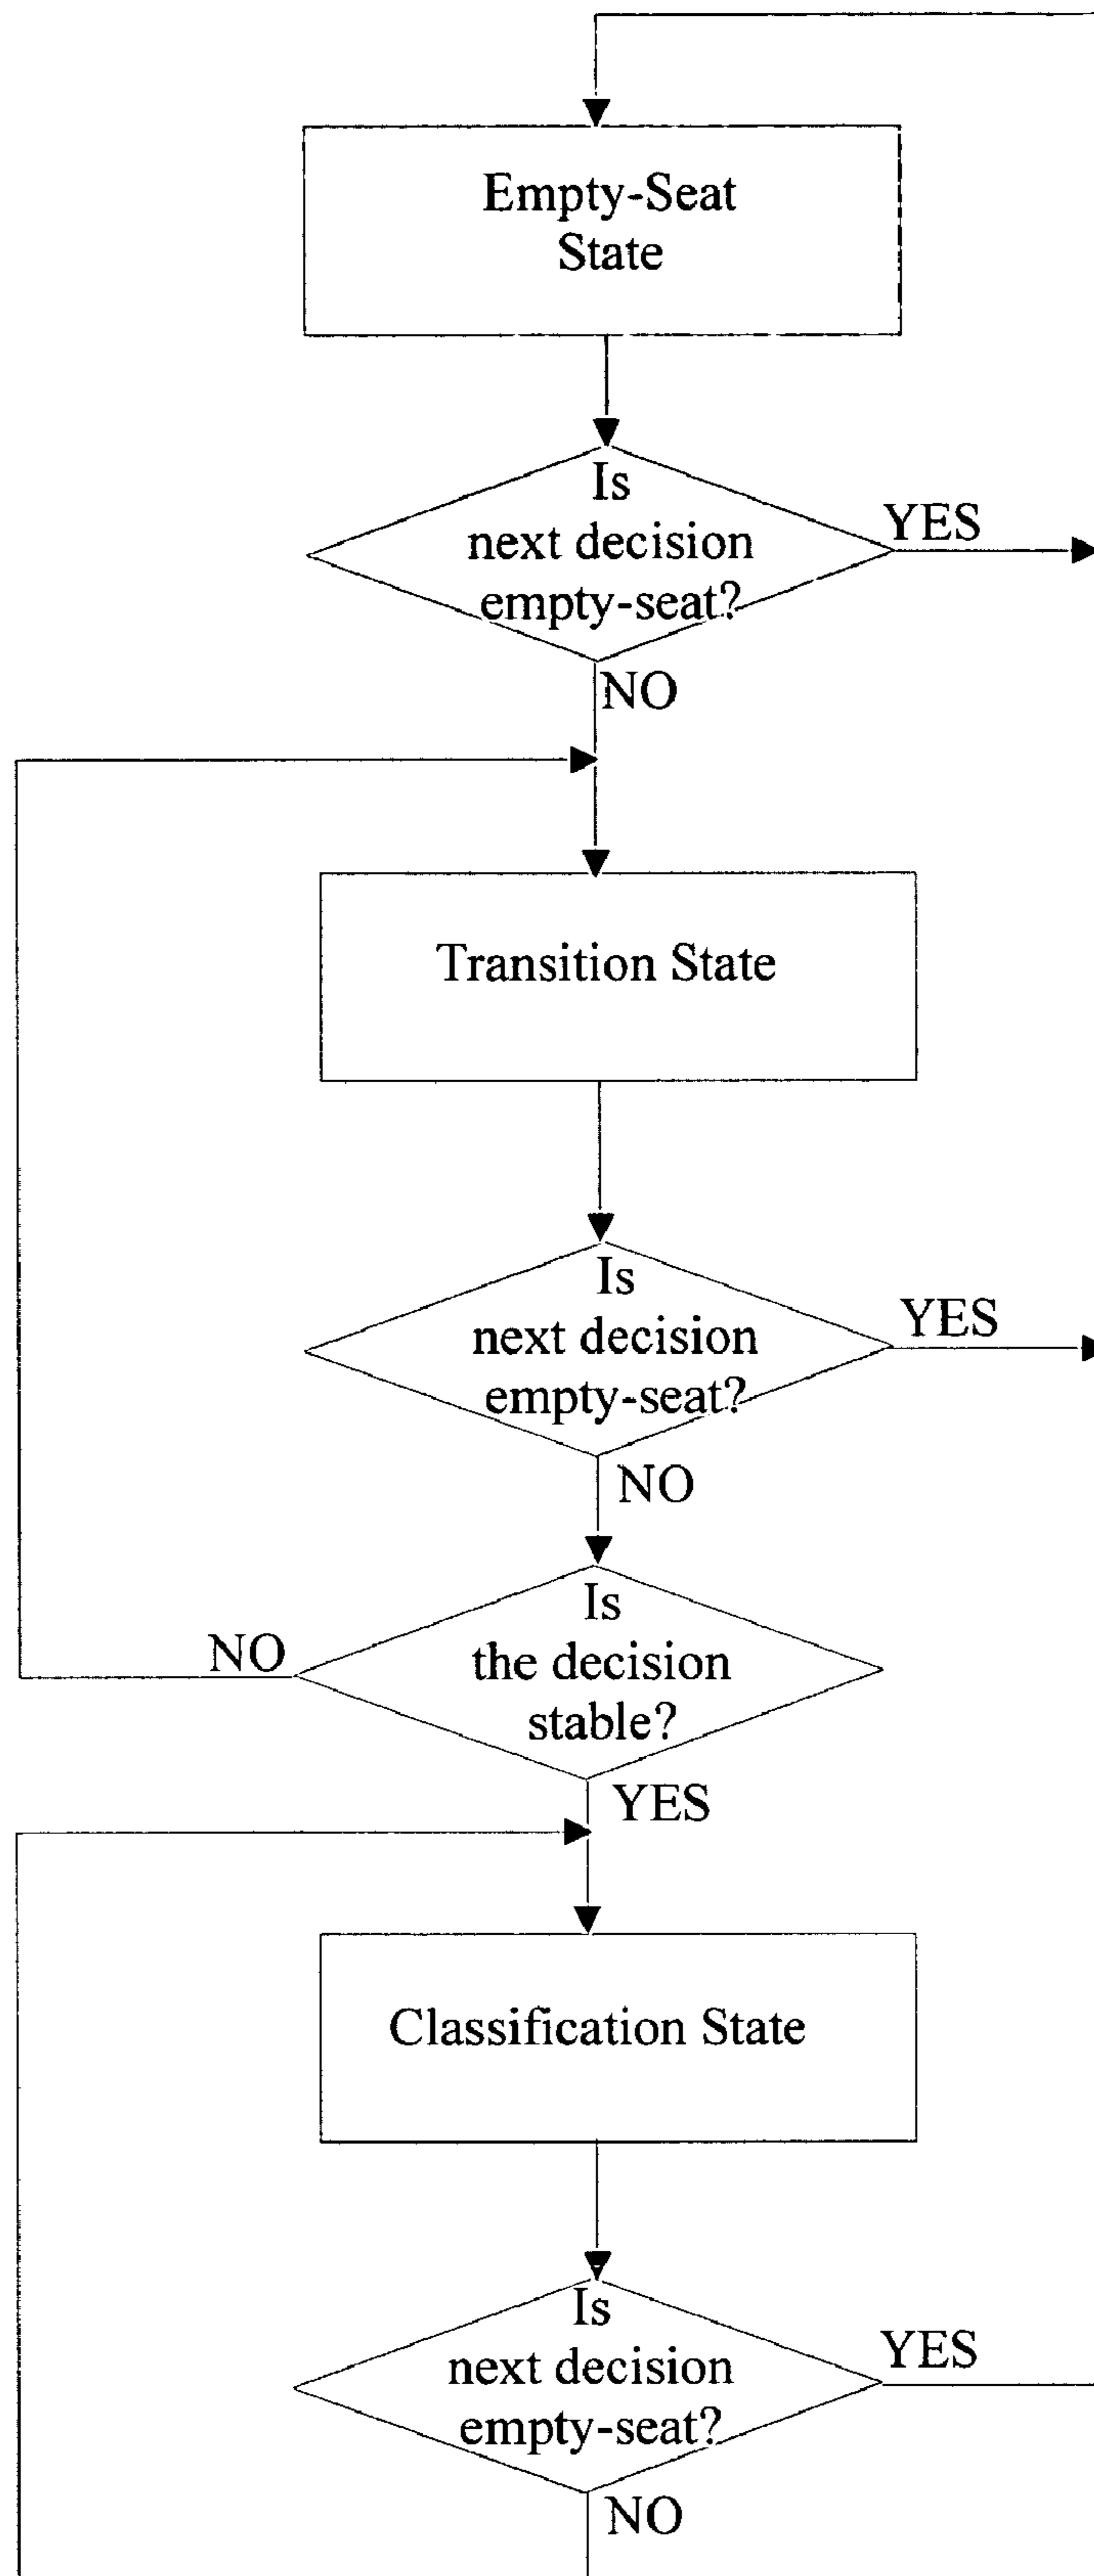 Empty-Seat
State
Is
next decision
empty-seat?
YES
NO
Transition State
Is
next decision
empty-seat?
YES
NO
Is
the decision
stable?
NO
YES
Classification State
Is
next decision
empty-seat?
YES
NO